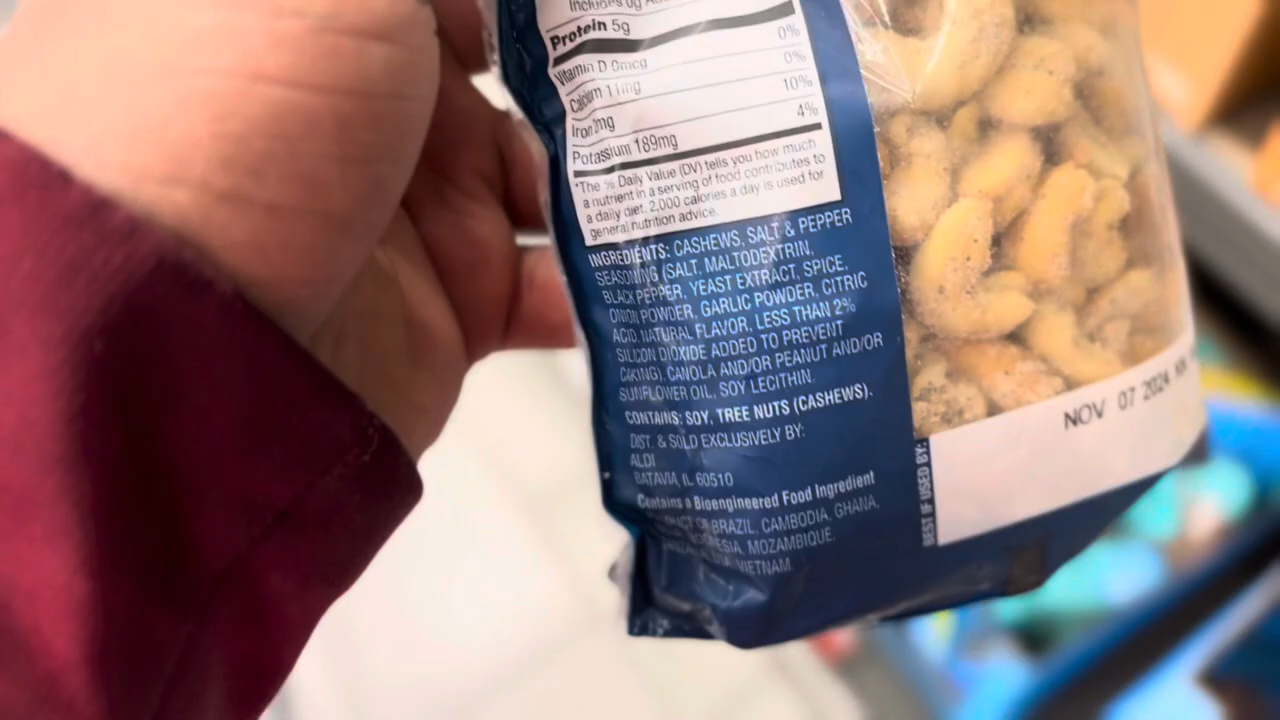 Includes 0g
Protein 5g
Vitamin D 0mcg 0%
Calcium 11mg 0%
Iron 2mg 10%
Potassium 189mg 4%
*The % Daily Value (DV) tells you how much
a nutrient in a serving of food contributes to
a daily diet. 2,000 calories a day is used for
general nutrition advice.
INGREDIENTS: CASHEWS, SALT & PEPPER
SEASONING (SALT, MALTODEXTRIN,
BLACK PEPPER, YEAST EXTRACT, SPICE,
ONION POWDER, GARLIC POWDER, CITRIC
ACID, NATURAL FLAVOR, LESS THAN 2%
SILICON DIOXIDE ADDED TO PREVENT
CAKING), CANOLA AND/OR PEANUT AND/OR
SUNFLOWER OIL, SOY LECITHIN.
CONTAINS: SOY, TREE NUTS (CASHEWS).
DIST. & SOLD EXCLUSIVELY BY:
ALDI
BATAVIA, IL 60510
Contains a Bioengineered Food Ingredient
OF BRAZIL, CAMBODIA, GHANA,
MOZAMBIQUE,
VIETNAM.
BEST IF USED BY:
NOV 07 2024